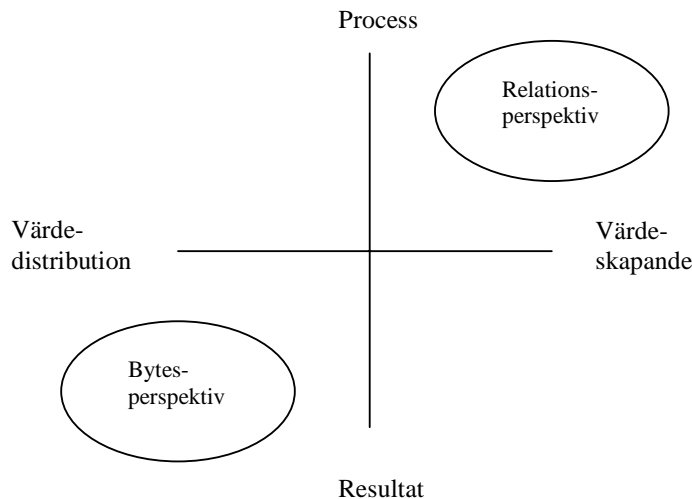 Process
Relations-
perspektiv
Värde-
distribution
Värde-
skapande
Bytes-
perspektiv
Resultat